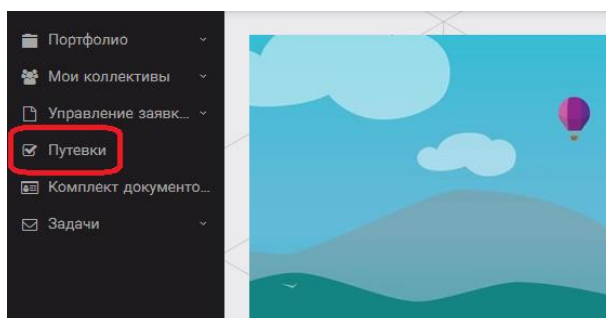 Портфолио
Мои коллективы
Управление заявк...
Путевки
Комплект документо...
Задачи